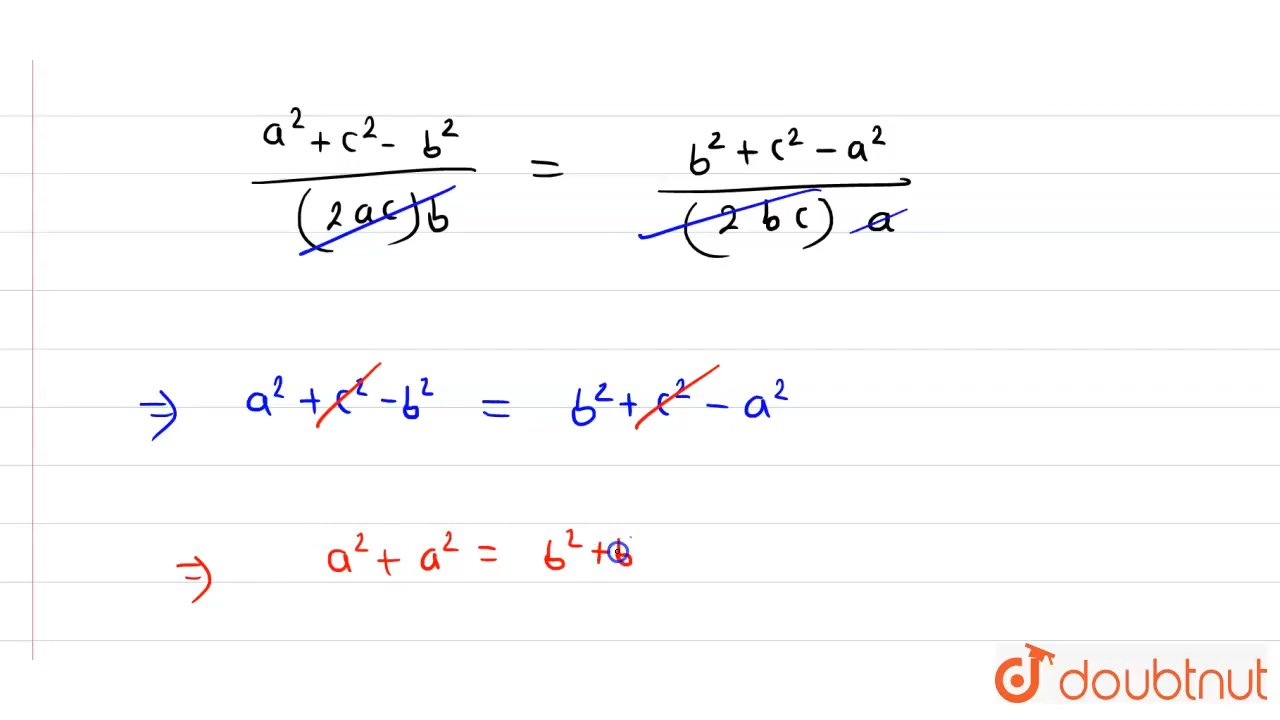 a² + c² - b² / (2ac)b = b² + c² - a² / (2bc) a
⇒ a² + c² - b² = b² + c² - a²
⇒ a² + a² = b² + b
doubtnut